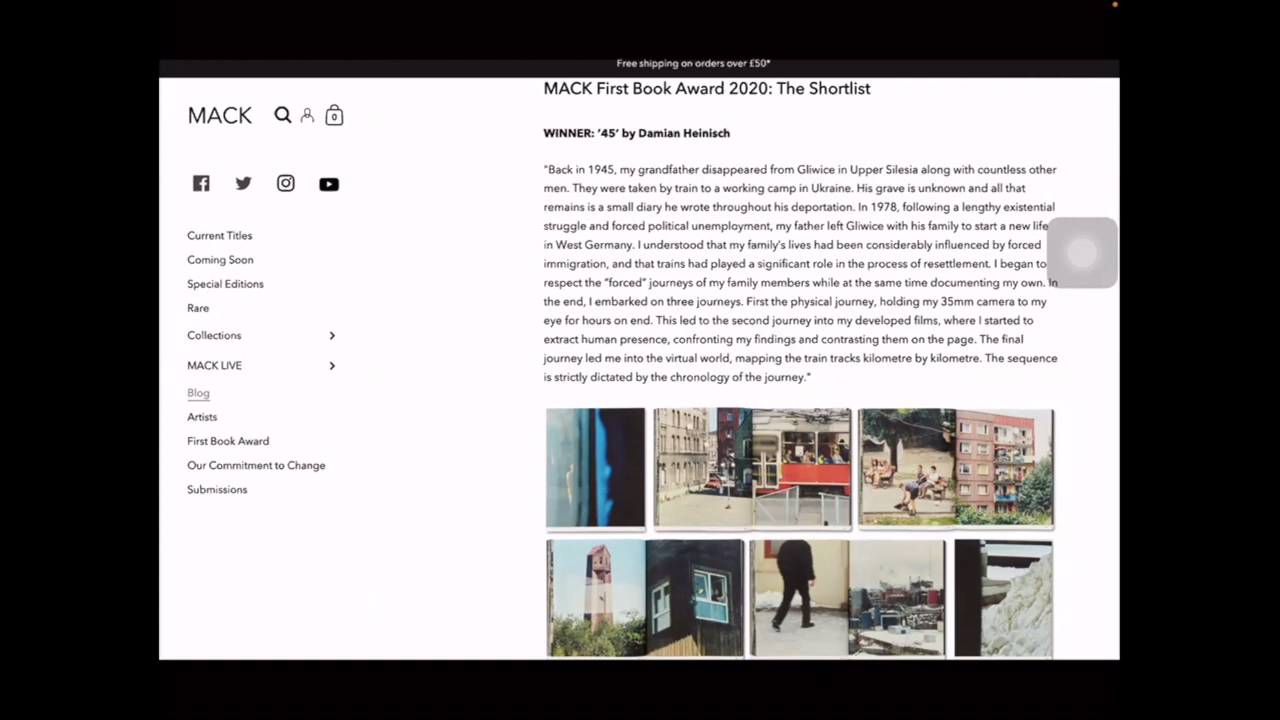 Free shipping on orders over £50*
MACK
0
Current Titles
Coming Soon
Special Editions
Rare
Collections
MACK LIVE
Blog
Artists
First Book Award
Our Commitment to Change
Submissions
MACK First Book Award 2020: The Shortlist
WINNER: '45' by Damian Heinisch
"Back in 1945, my grandfather disappeared from Gliwice in Upper Silesia along with countless other
men. They were taken by train to a working camp in Ukraine. His grave is unknown and all that
remains is a small diary he wrote throughout his deportation. In 1978, following a lengthy existential
struggle and forced political unemployment, my father left Gliwice with his family to start a new life
in West Germany. I understood that my family's lives had been considerably influenced by forced
immigration, and that trains had played a significant role in the process of resettlement. I began to
respect the "forced" journeys of my family members while at the same time documenting my own. In
the end, I embarked on three journeys. First the physical journey, holding my 35mm camera to my
eye for hours on end. This led to the second journey into my developed films, where I started to
extract human presence, confronting my findings and contrasting them on the page. The final
journey led me into the virtual world, mapping the train tracks kilometre by kilometre. The sequence
is strictly dictated by the chronology of the journey."